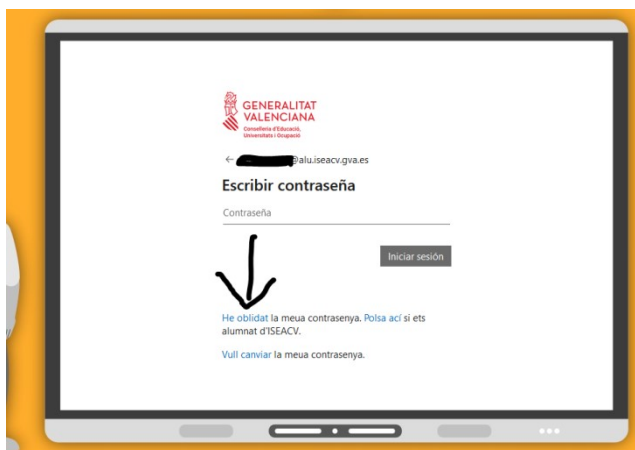 GENERALITAT
VALENCIANA
Conselleria d'Educació,
Universitats i Ocupació
@alu.iseacv.gva.es
Escribir contraseña
Contraseña
Iniciar sesión
He oblidat la meua contrasenya. Polsa ací si ets
alumnat d'ISEACV.
Vull canviar la meua contrasenya.